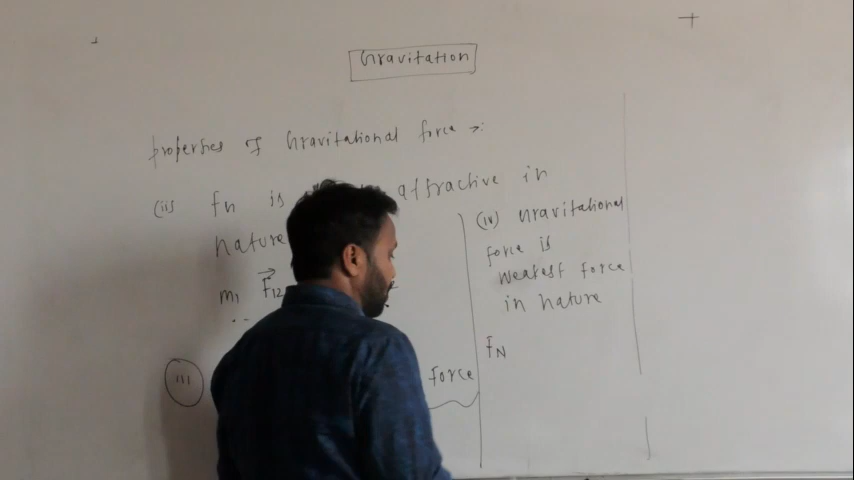 Gravitation
properties of Gravitational force →:
(ii) FG is attractive in
nature
m1 F12
(iii) force
(iv) Gravitational
force is
weakest force
in nature
FN